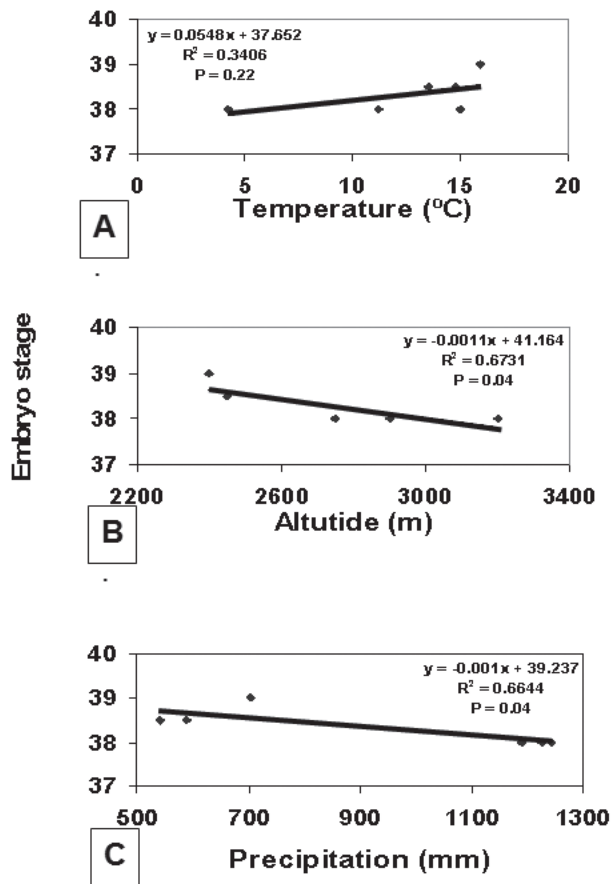 Embryo stage
40
39
38
37
y = 0.0548x + 37.652
R² = 0.3406
P = 0.22
0 5 10 15 20
Temperature (ºC)
A
40
39
38
37
y = -0.0011x + 41.164
R² = 0.6731
P = 0.04
2200 2600 3000 3400
Altutide (m)
B
40
39
38
37
y = -0.001x + 39.237
R² = 0.6644
P = 0.04
500 700 900 1100 1300
Precipitation (mm)
C